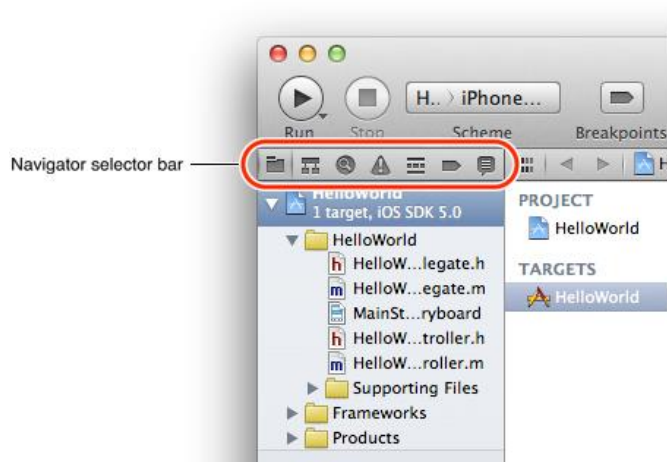 H.. › iPhone...
Run Stop Scheme Breakpoints
Navigator selector bar
H
HelloWorld
1 target, iOS SDK 5.0
HelloWorld
h HelloW...legate.h
m HelloW...egate.m
MainSt...ryboard
h HelloW...troller.h
m HelloW...roller.m
Supporting Files
Frameworks
Products
PROJECT
HelloWorld
TARGETS
HelloWorld